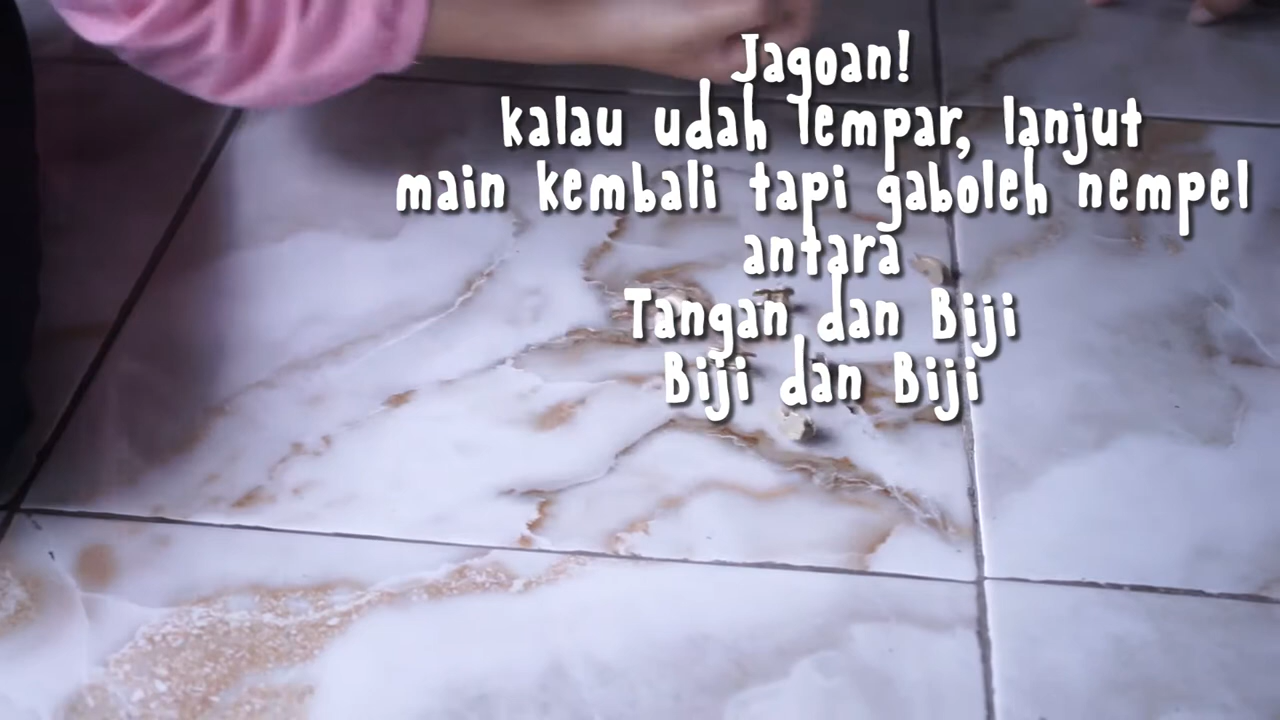 Jagoan!
kalau udah lempar, lanjut
main kembali tapi gaboleh nempel
antara
Tangan dan Biji
Biji dan Biji